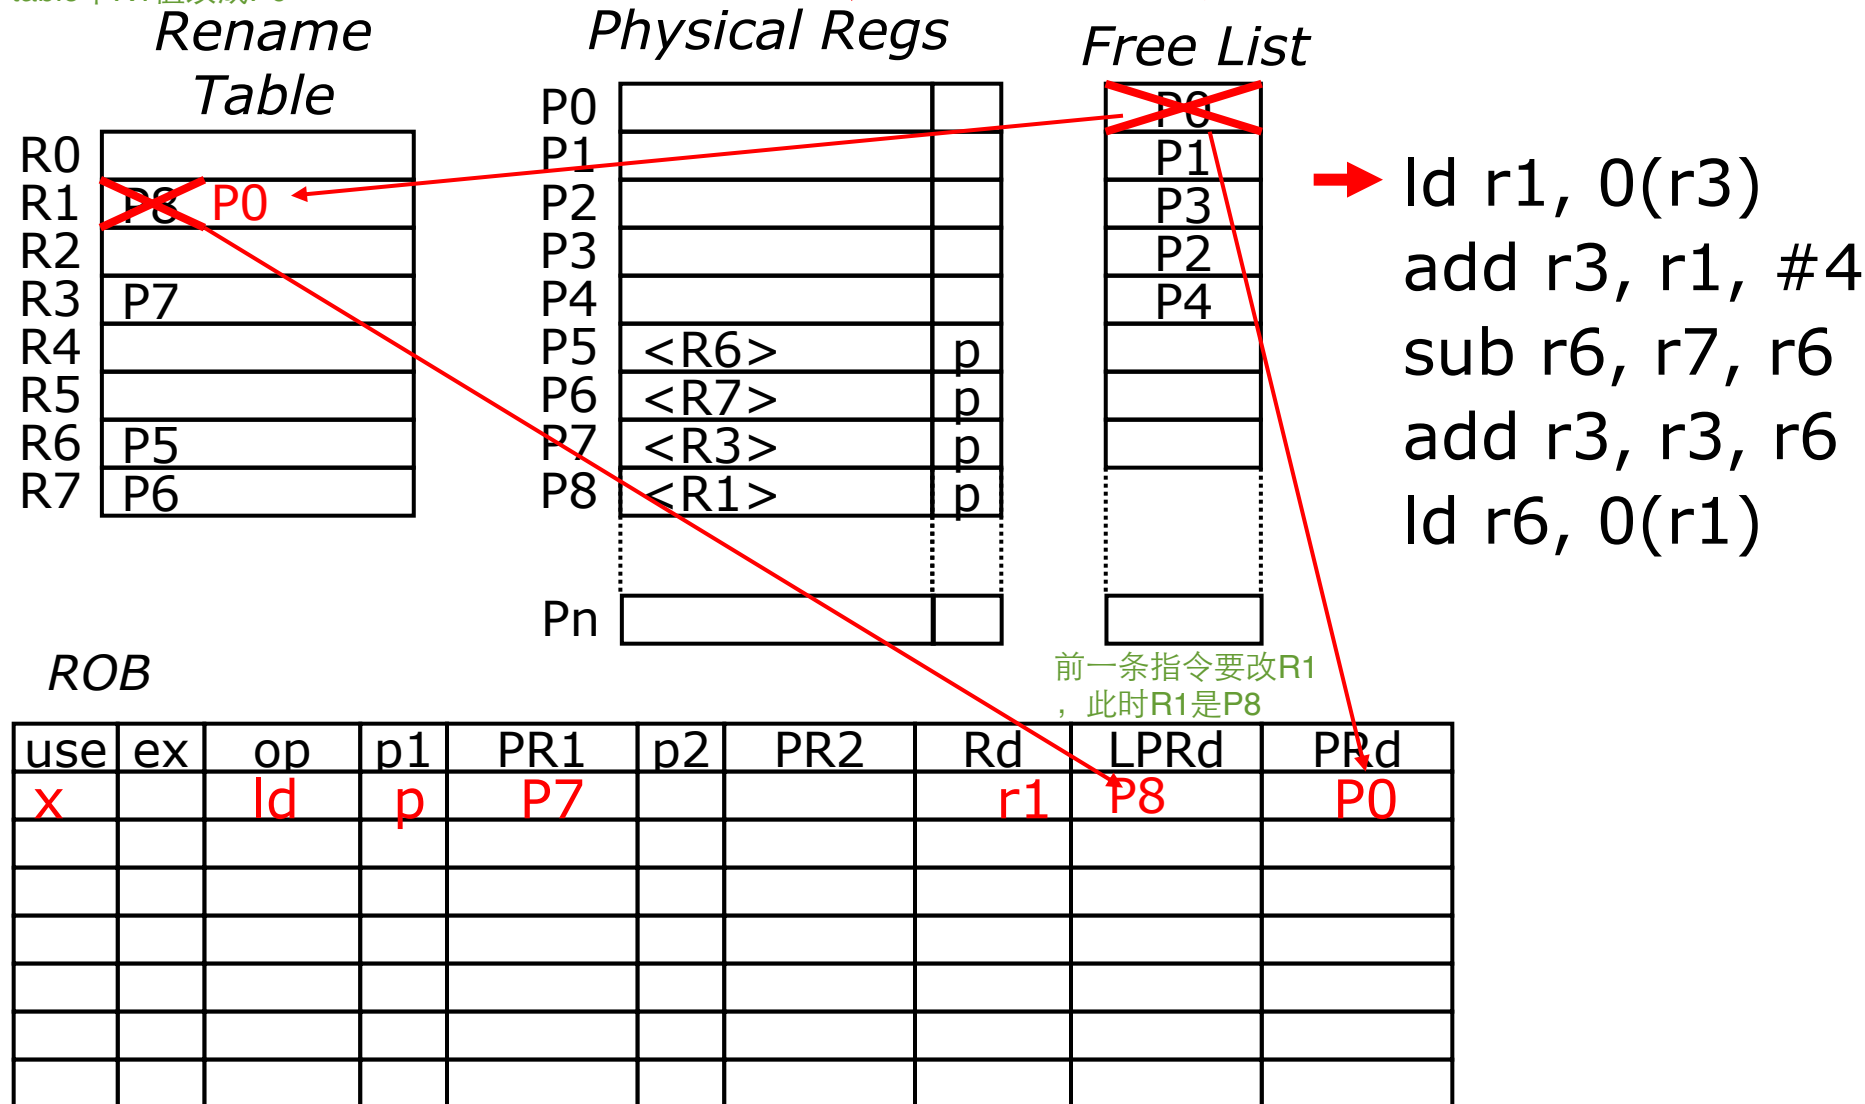 Rename
Table
Physical Regs
Free List
R0
R1 P8 P0
R2
R3 P7
R4
R5
R6 P5
R7 P6
P0
P1
P2
P3
P4
P5 <R6> p
P6 <R7> p
P7 <R3> p
P8 <R1> p
Pn
P0
P1
P3
P2
P4
ld r1, 0(r3)
add r3, r1, #4
sub r6, r7, r6
add r3, r3, r6
ld r6, 0(r1)
前一条指令要改R1
，此时R1是P8
ROB
use ex op p1 PR1 p2 PR2 Rd LPRd PRd
x ld p P7 r1 P8 P0